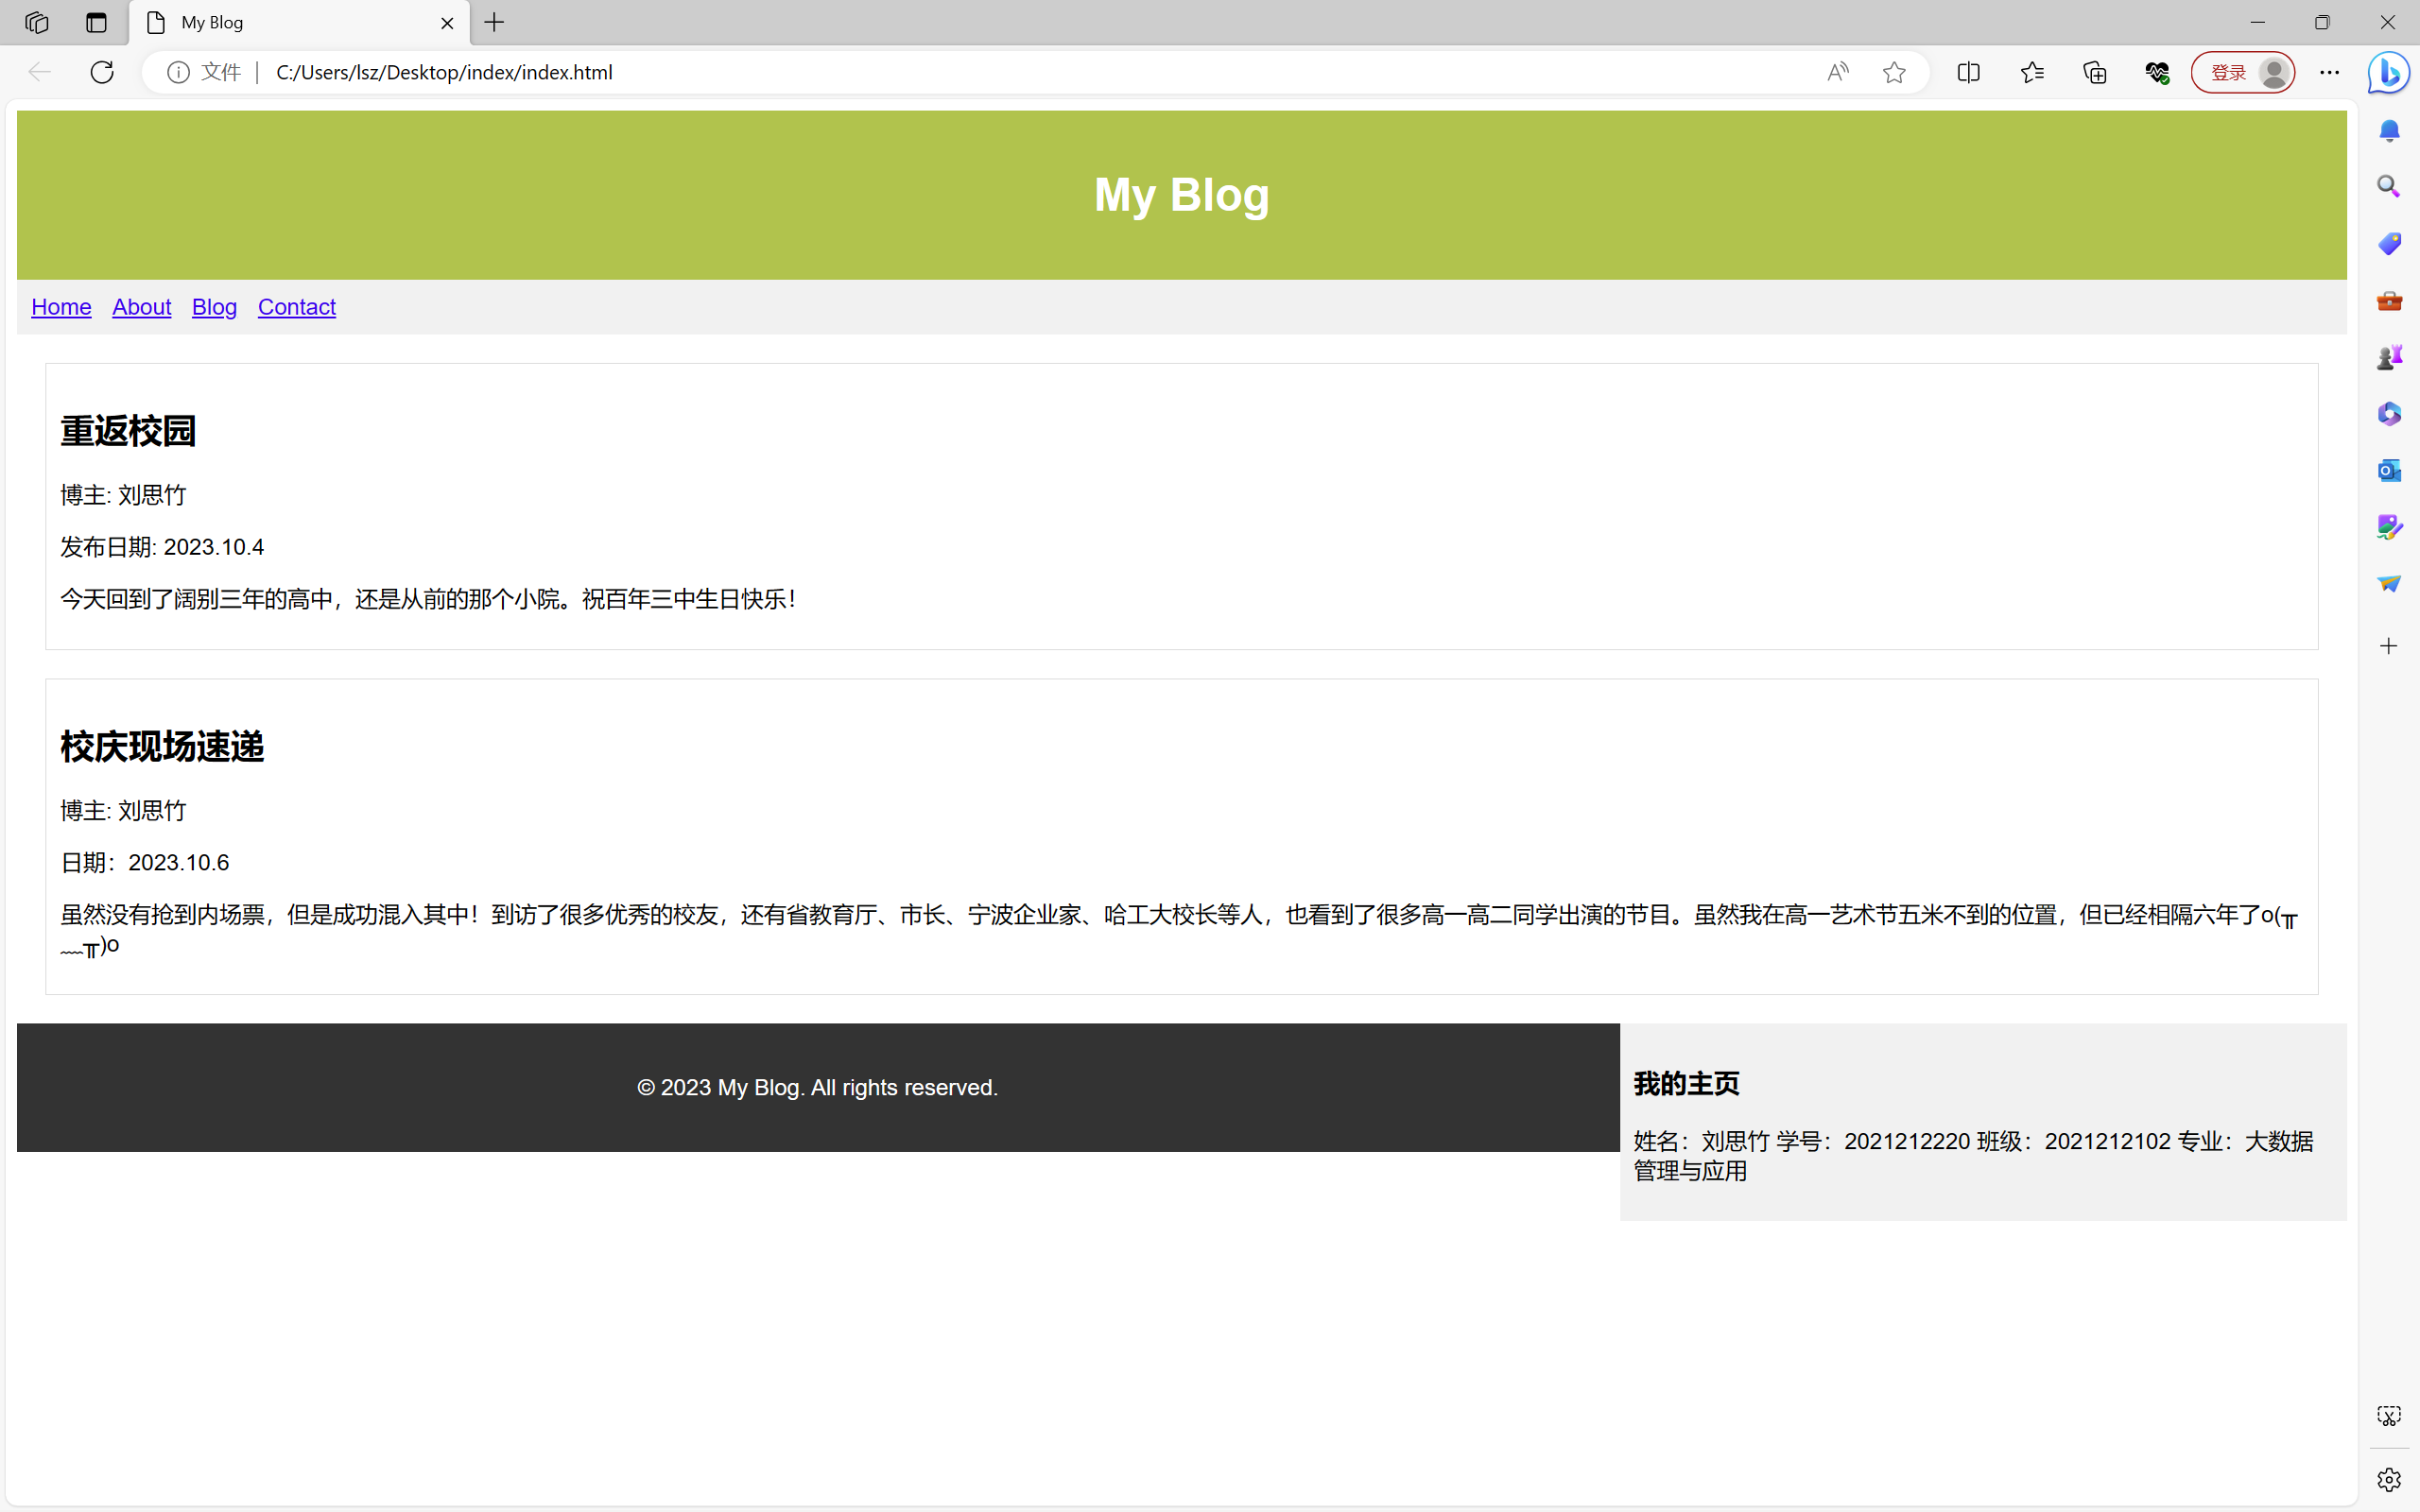 My Blog
文件
C:/Users/lsz/Desktop/index/index.html
登录
My Blog
Home About Blog Contact
重返校园
博主: 刘思竹
发布日期: 2023.10.4
今天回到了阔别三年的高中，还是从前的那个小院。祝百年三中生日快乐！
校庆现场速递
博主: 刘思竹
日期：2023.10.6
虽然没有抢到内场票，但是成功混入其中！到访了很多优秀的校友，还有省教育厅、市长、宁波企业家、哈工大校长等人，也看到了很多高一高二同学出演的节目。虽然我在高一艺术节五米不到的位置，但已经相隔六年了o(╥
﹏╥)o
© 2023 My Blog. All rights reserved.
我的主页
姓名：刘思竹 学号：2021212220 班级：2021212102 专业：大数据
管理与应用